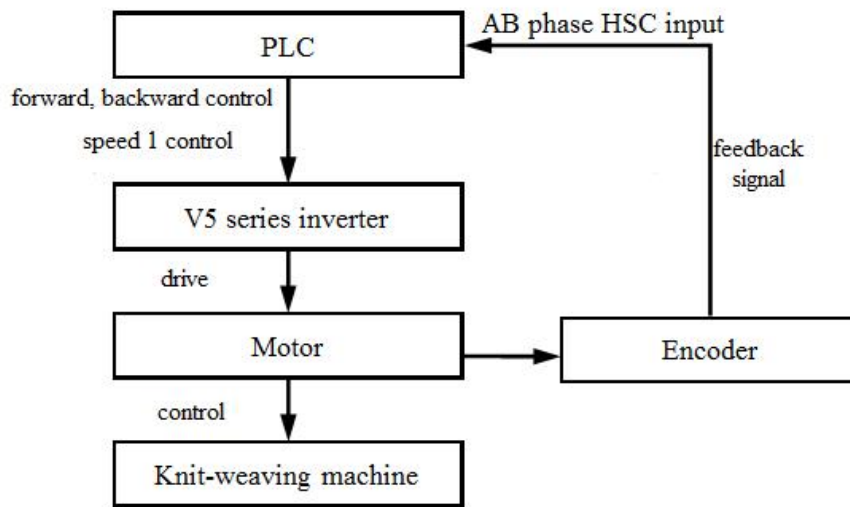 AB phase HSC input
PLC
forward, backward control
speed 1 control
feedback
signal
V5 series inverter
drive
Motor
Encoder
control
Knit-weaving machine